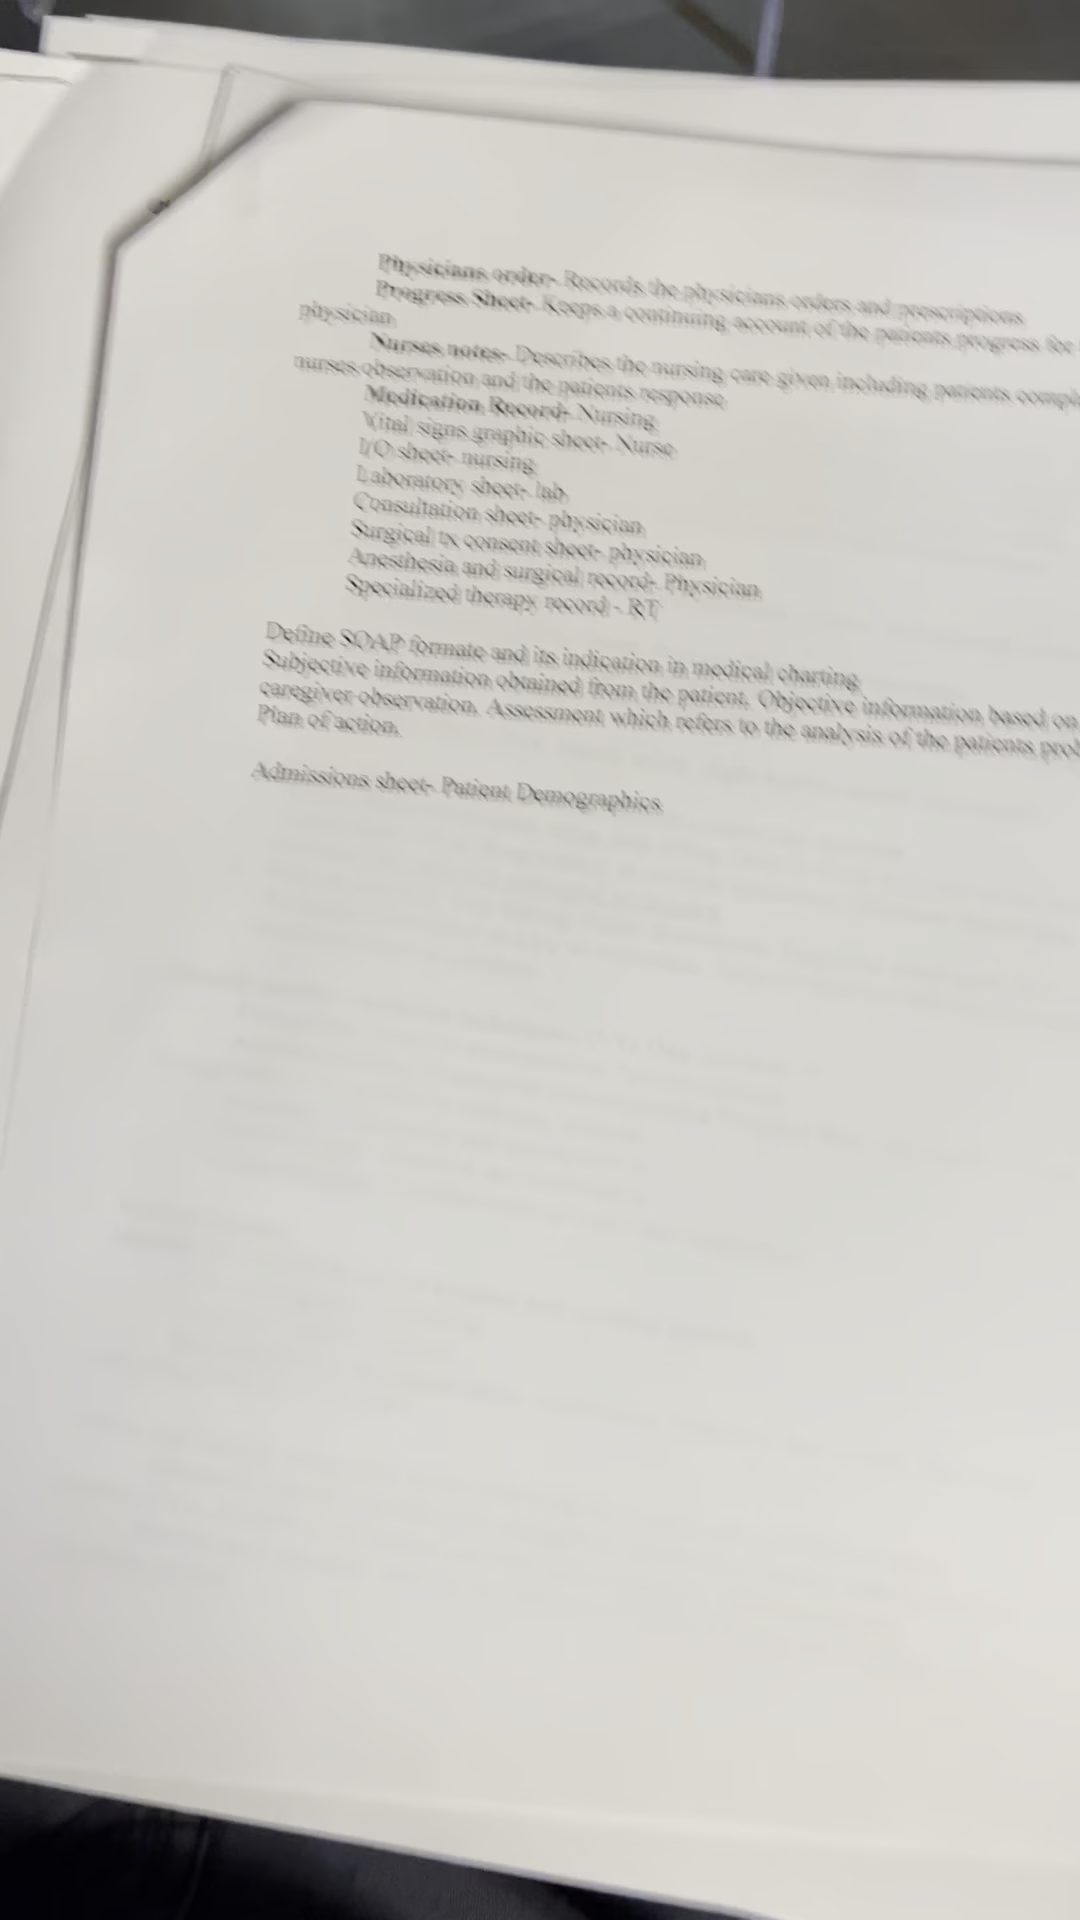 Physicians order- Records the physicians orders and prescriptions
Progress Sheet- Keeps a continuing account of the patients progress for
physician.
Nurses notes- Describes the nursing care given including patients
nurses observation and the patients response
Medication Record- Nursing
Vital signs graphic sheet- Nurse
I/O sheet- nursing
Laboratory sheet- lab
Consultation sheet- physician
Surgical tx consent sheet- physician
Anesthesia and surgical record- Physician
Specialized therapy record - RT
Define SOAP formate and its indication in medical charting
Subjective information obtained from the patient. Objective information based on
caregiver observation. Assessment which refers to the analysis of the patients
Plan of action.
Admissions sheet- Patient Demographics